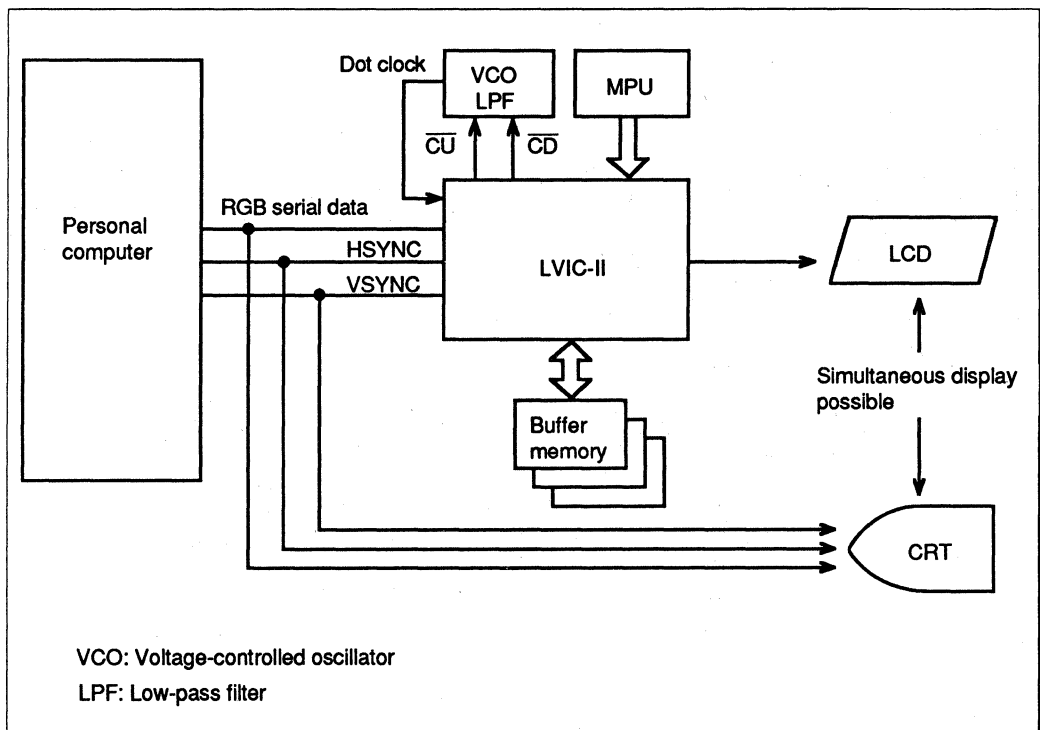 Dot clock
VCO
LPF
MPU
CU
CD
RGB serial data
Personal
computer
HSYNC
VSYNC
LVIC-II
LCD
Simultaneous display
possible
Buffer
memory
CRT
VCO: Voltage-controlled oscillator
LPF: Low-pass filter